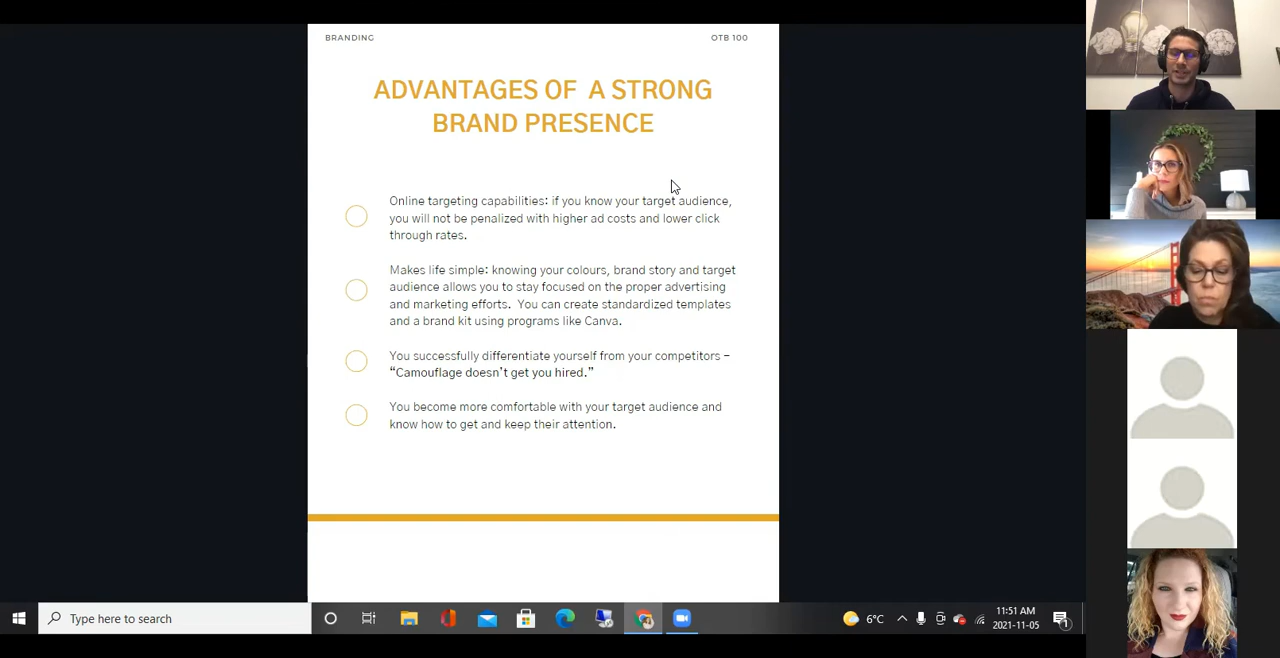 BRANDING
OTB 100
ADVANTAGES OF A STRONG
BRAND PRESENCE
Online targeting capabilities: if you know your target audience,
you will not be penalized with higher ad costs and lower click
through rates.
Makes life simple: knowing your colours, brand story and target
audience allows you to stay focused on the proper advertising
and marketing efforts. You can create standardized templates
and a brand kit using programs like Canva.
You successfully differentiate yourself from your competitors –
“Camouflage doesn’t get you hired.”
You become more comfortable with your target audience and
know how to get and keep their attention.
Type here to search
6°C
11:51 AM
2021-11-05
1